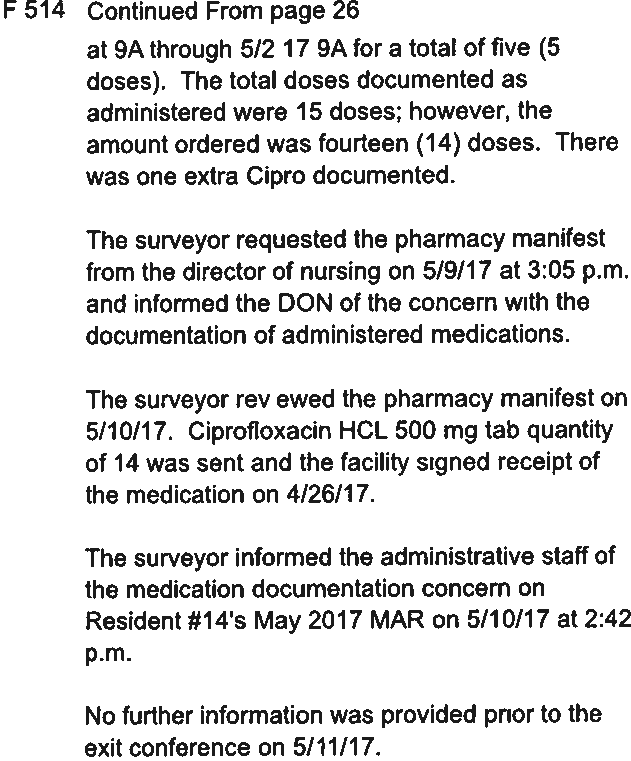 F 514 Continued From page 26
at 9A through 5/2 17 9A for a total of five (5
doses). The total doses documented as
administered were 15 doses; however, the
amount ordered was fourteen (14) doses. There
was one extra Cipro documented.
The surveyor requested the pharmacy manifest
from the director of nursing on 5/9/17 at 3:05 p.m.
and informed the DON of the concern with the
documentation of administered medications.
The surveyor rev ewed the pharmacy manifest on
5/10/17. Ciprofloxacin HCL 500 mg tab quantity
of 14 was sent and the facility signed receipt of
the medication on 4/26/17.
The surveyor informed the administrative staff of
the medication documentation concern on
Resident #14's May 2017 MAR on 5/10/17 at 2:42
p.m.
No further information was provided prior to the
exit conference on 5/11/17.